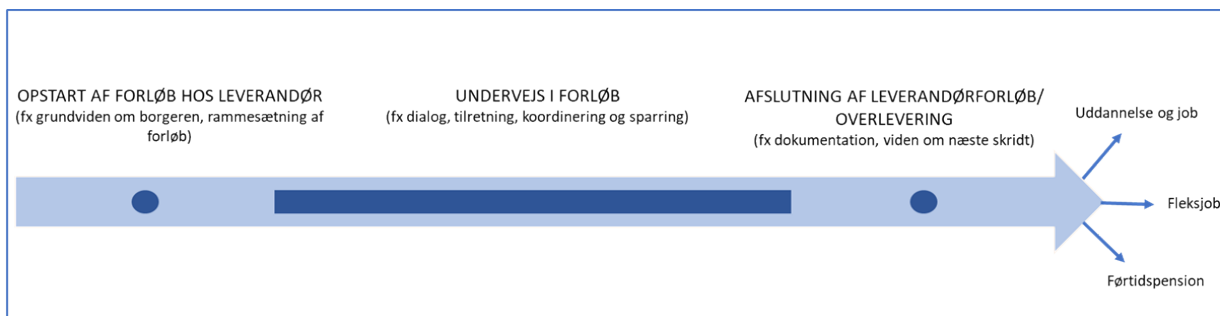 OPSTART AF FORLØB HOS LEVERANDØR
(fx grundviden om borgeren, rammesætning af
forløb)
UNDERVEJS I FORLØB
(fx dialog, tilretning, koordinering og sparring)
AFSLUTNING AF LEVERANDØRFORLØB/
OVERLEVERING
(fx dokumentation, viden om næste skridt)
Uddannelse og job
Fleksjob
Førtidspension